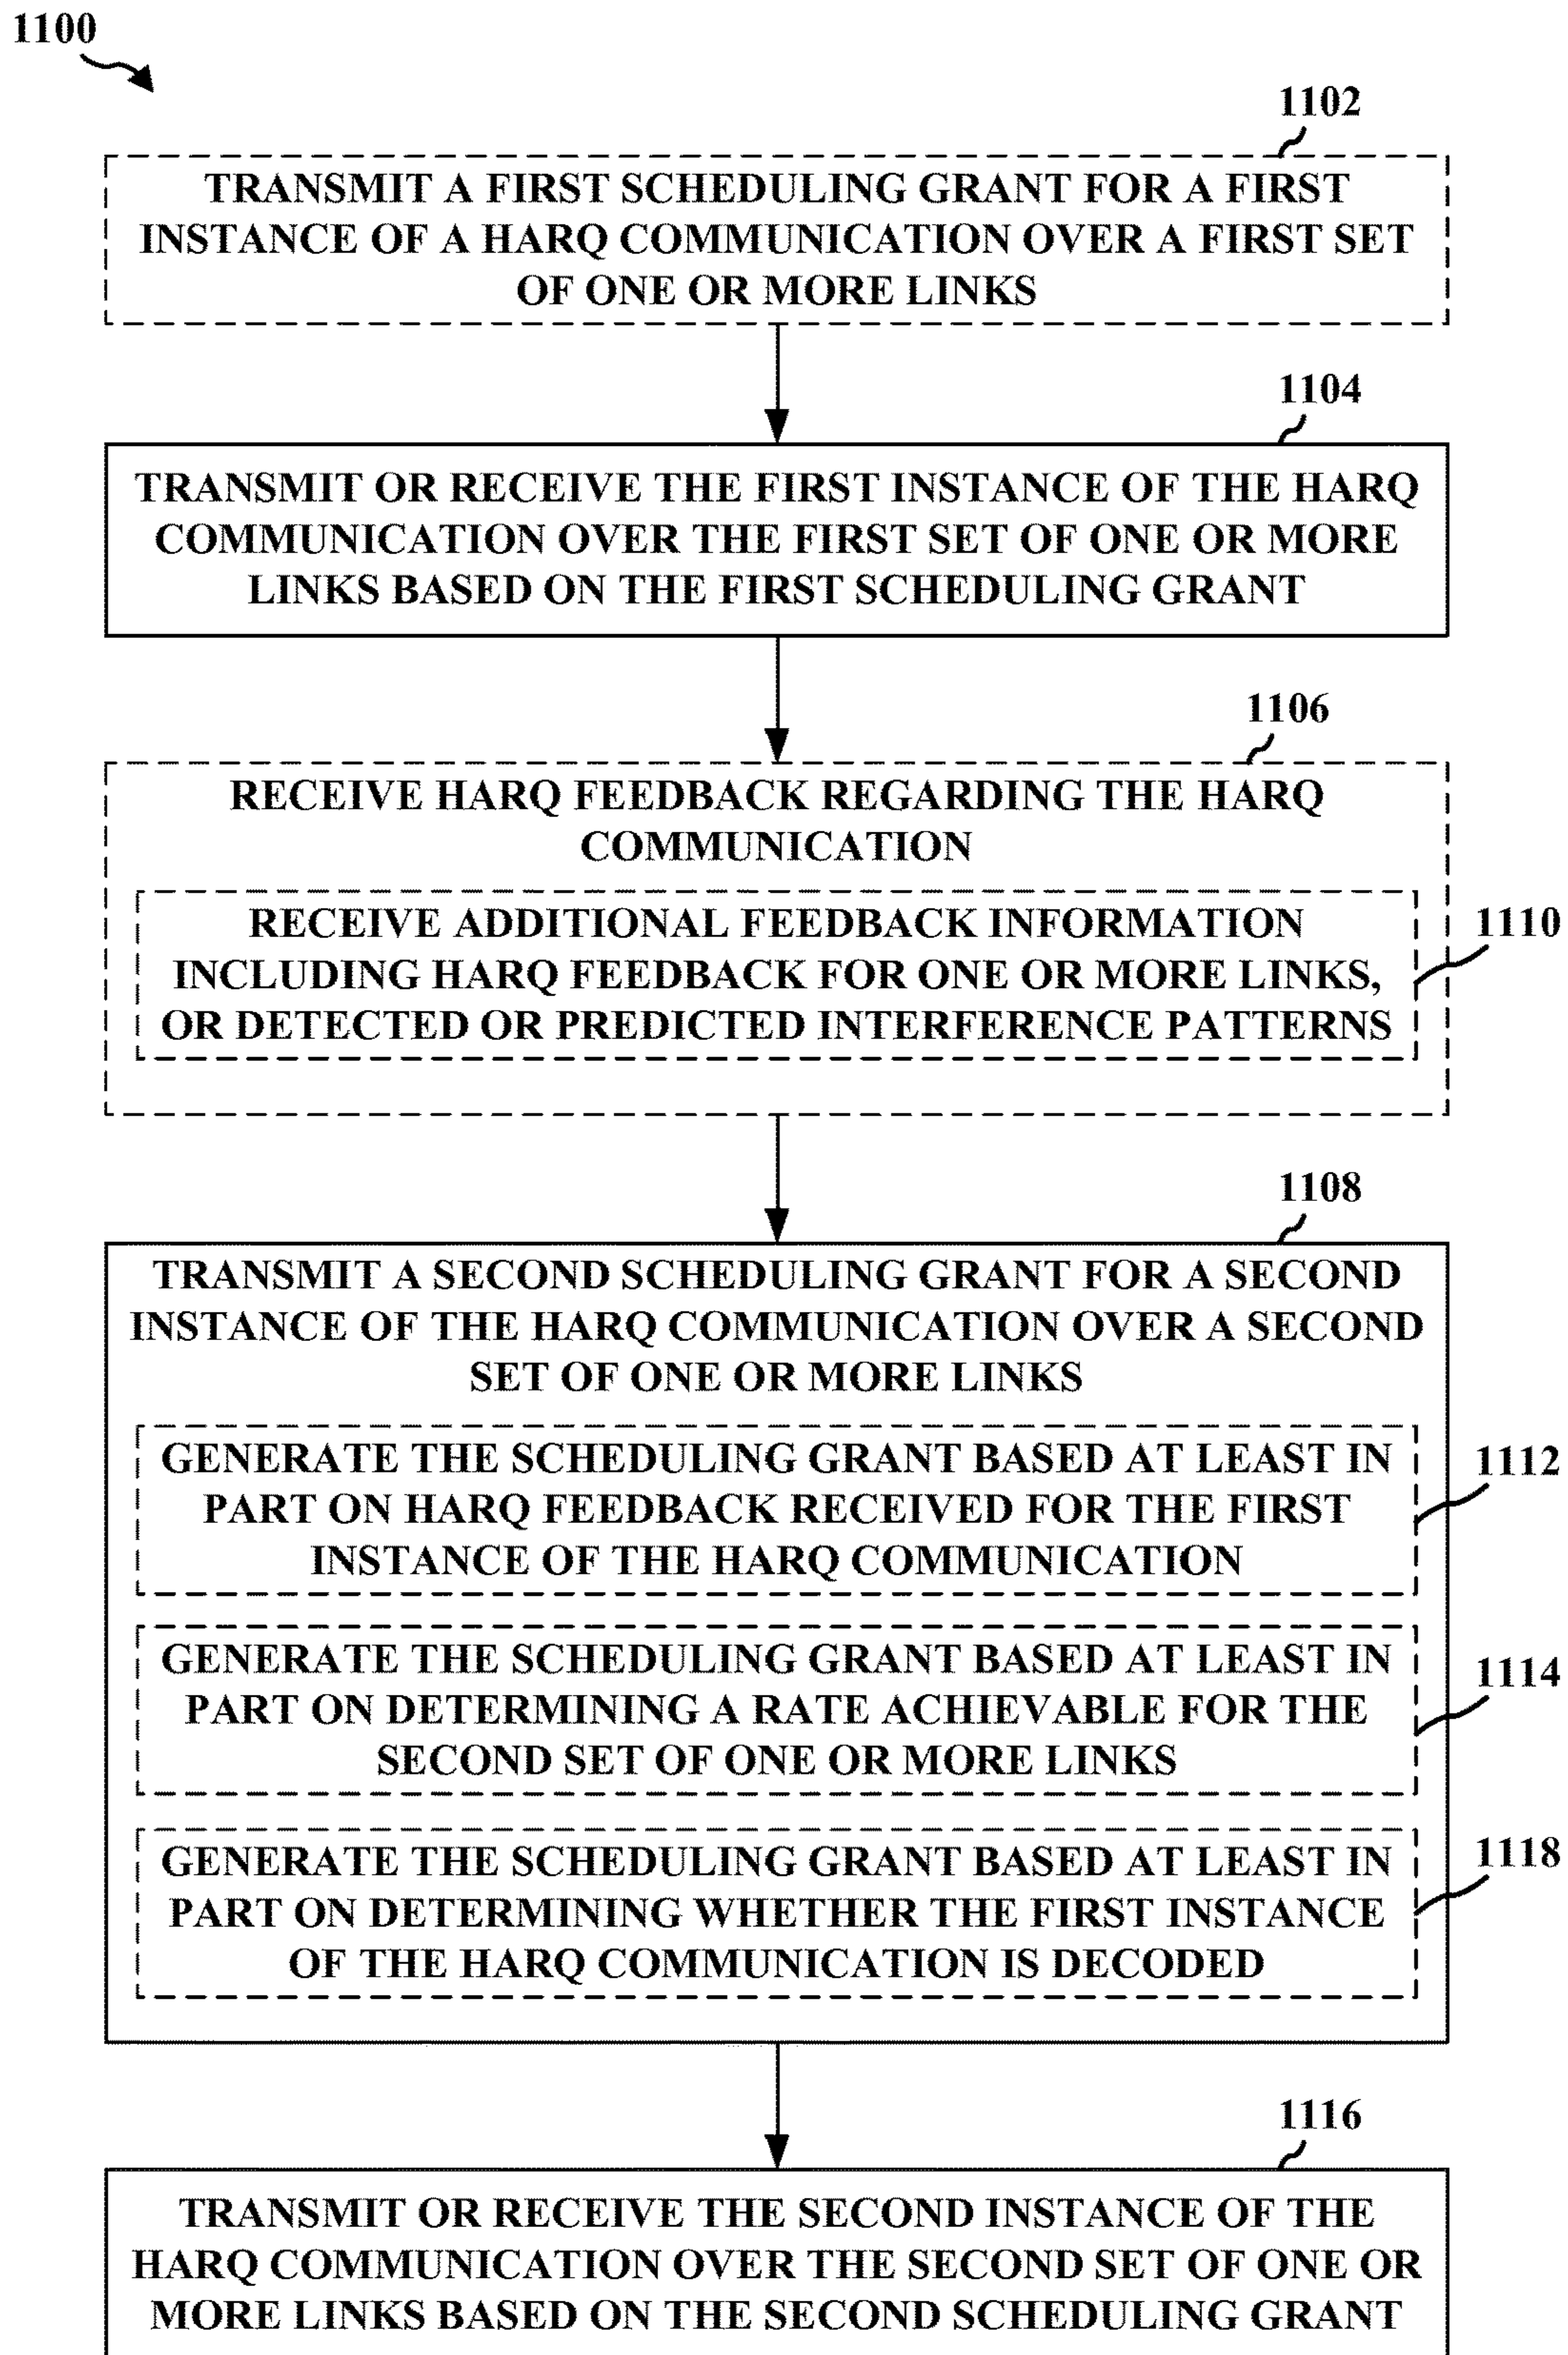 1100
1102
TRANSMIT A FIRST SCHEDULING GRANT FOR A FIRST
INSTANCE OF A HARQ COMMUNICATION OVER A FIRST SET
OF ONE OR MORE LINKS
1104
TRANSMIT OR RECEIVE THE FIRST INSTANCE OF THE HARQ
COMMUNICATION OVER THE FIRST SET OF ONE OR MORE
LINKS BASED ON THE FIRST SCHEDULING GRANT
1106
RECEIVE HARQ FEEDBACK REGARDING THE HARQ
COMMUNICATION
RECEIVE ADDITIONAL FEEDBACK INFORMATION
INCLUDING HARQ FEEDBACK FOR ONE OR MORE LINKS,
OR DETECTED OR PREDICTED INTERFERENCE PATTERNS
1110
1108
TRANSMIT A SECOND SCHEDULING GRANT FOR A SECOND
INSTANCE OF THE HARQ COMMUNICATION OVER A SECOND
SET OF ONE OR MORE LINKS
GENERATE THE SCHEDULING GRANT BASED AT LEAST IN
PART ON HARQ FEEDBACK RECEIVED FOR THE FIRST
INSTANCE OF THE HARQ COMMUNICATION
1112
GENERATE THE SCHEDULING GRANT BASED AT LEAST IN
PART ON DETERMINING A RATE ACHIEVABLE FOR THE
SECOND SET OF ONE OR MORE LINKS
1114
GENERATE THE SCHEDULING GRANT BASED AT LEAST IN
PART ON DETERMINING WHETHER THE FIRST INSTANCE
OF THE HARQ COMMUNICATION IS DECODED
1118
1116
TRANSMIT OR RECEIVE THE SECOND INSTANCE OF THE
HARQ COMMUNICATION OVER THE SECOND SET OF ONE OR
MORE LINKS BASED ON THE SECOND SCHEDULING GRANT